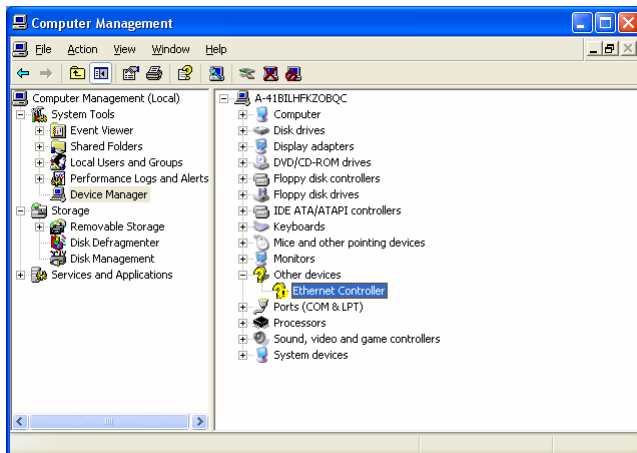 Computer Management
File Action View Window Help
Computer Management (Local)
System Tools
Event Viewer
Shared Folders
Local Users and Groups
Performance Logs and Alerts
Device Manager
Storage
Removable Storage
Disk Defragmenter
Disk Management
Services and Applications
A-41BILHFKZOBQC
Computer
Disk drives
Display adapters
DVD/CD-ROM drives
Floppy disk controllers
Floppy disk drives
IDE ATA/ATAPI controllers
Keyboards
Mice and other pointing devices
Monitors
Other devices
Ethernet Controller
Ports (COM & LPT)
Processors
Sound, video and game controllers
System devices